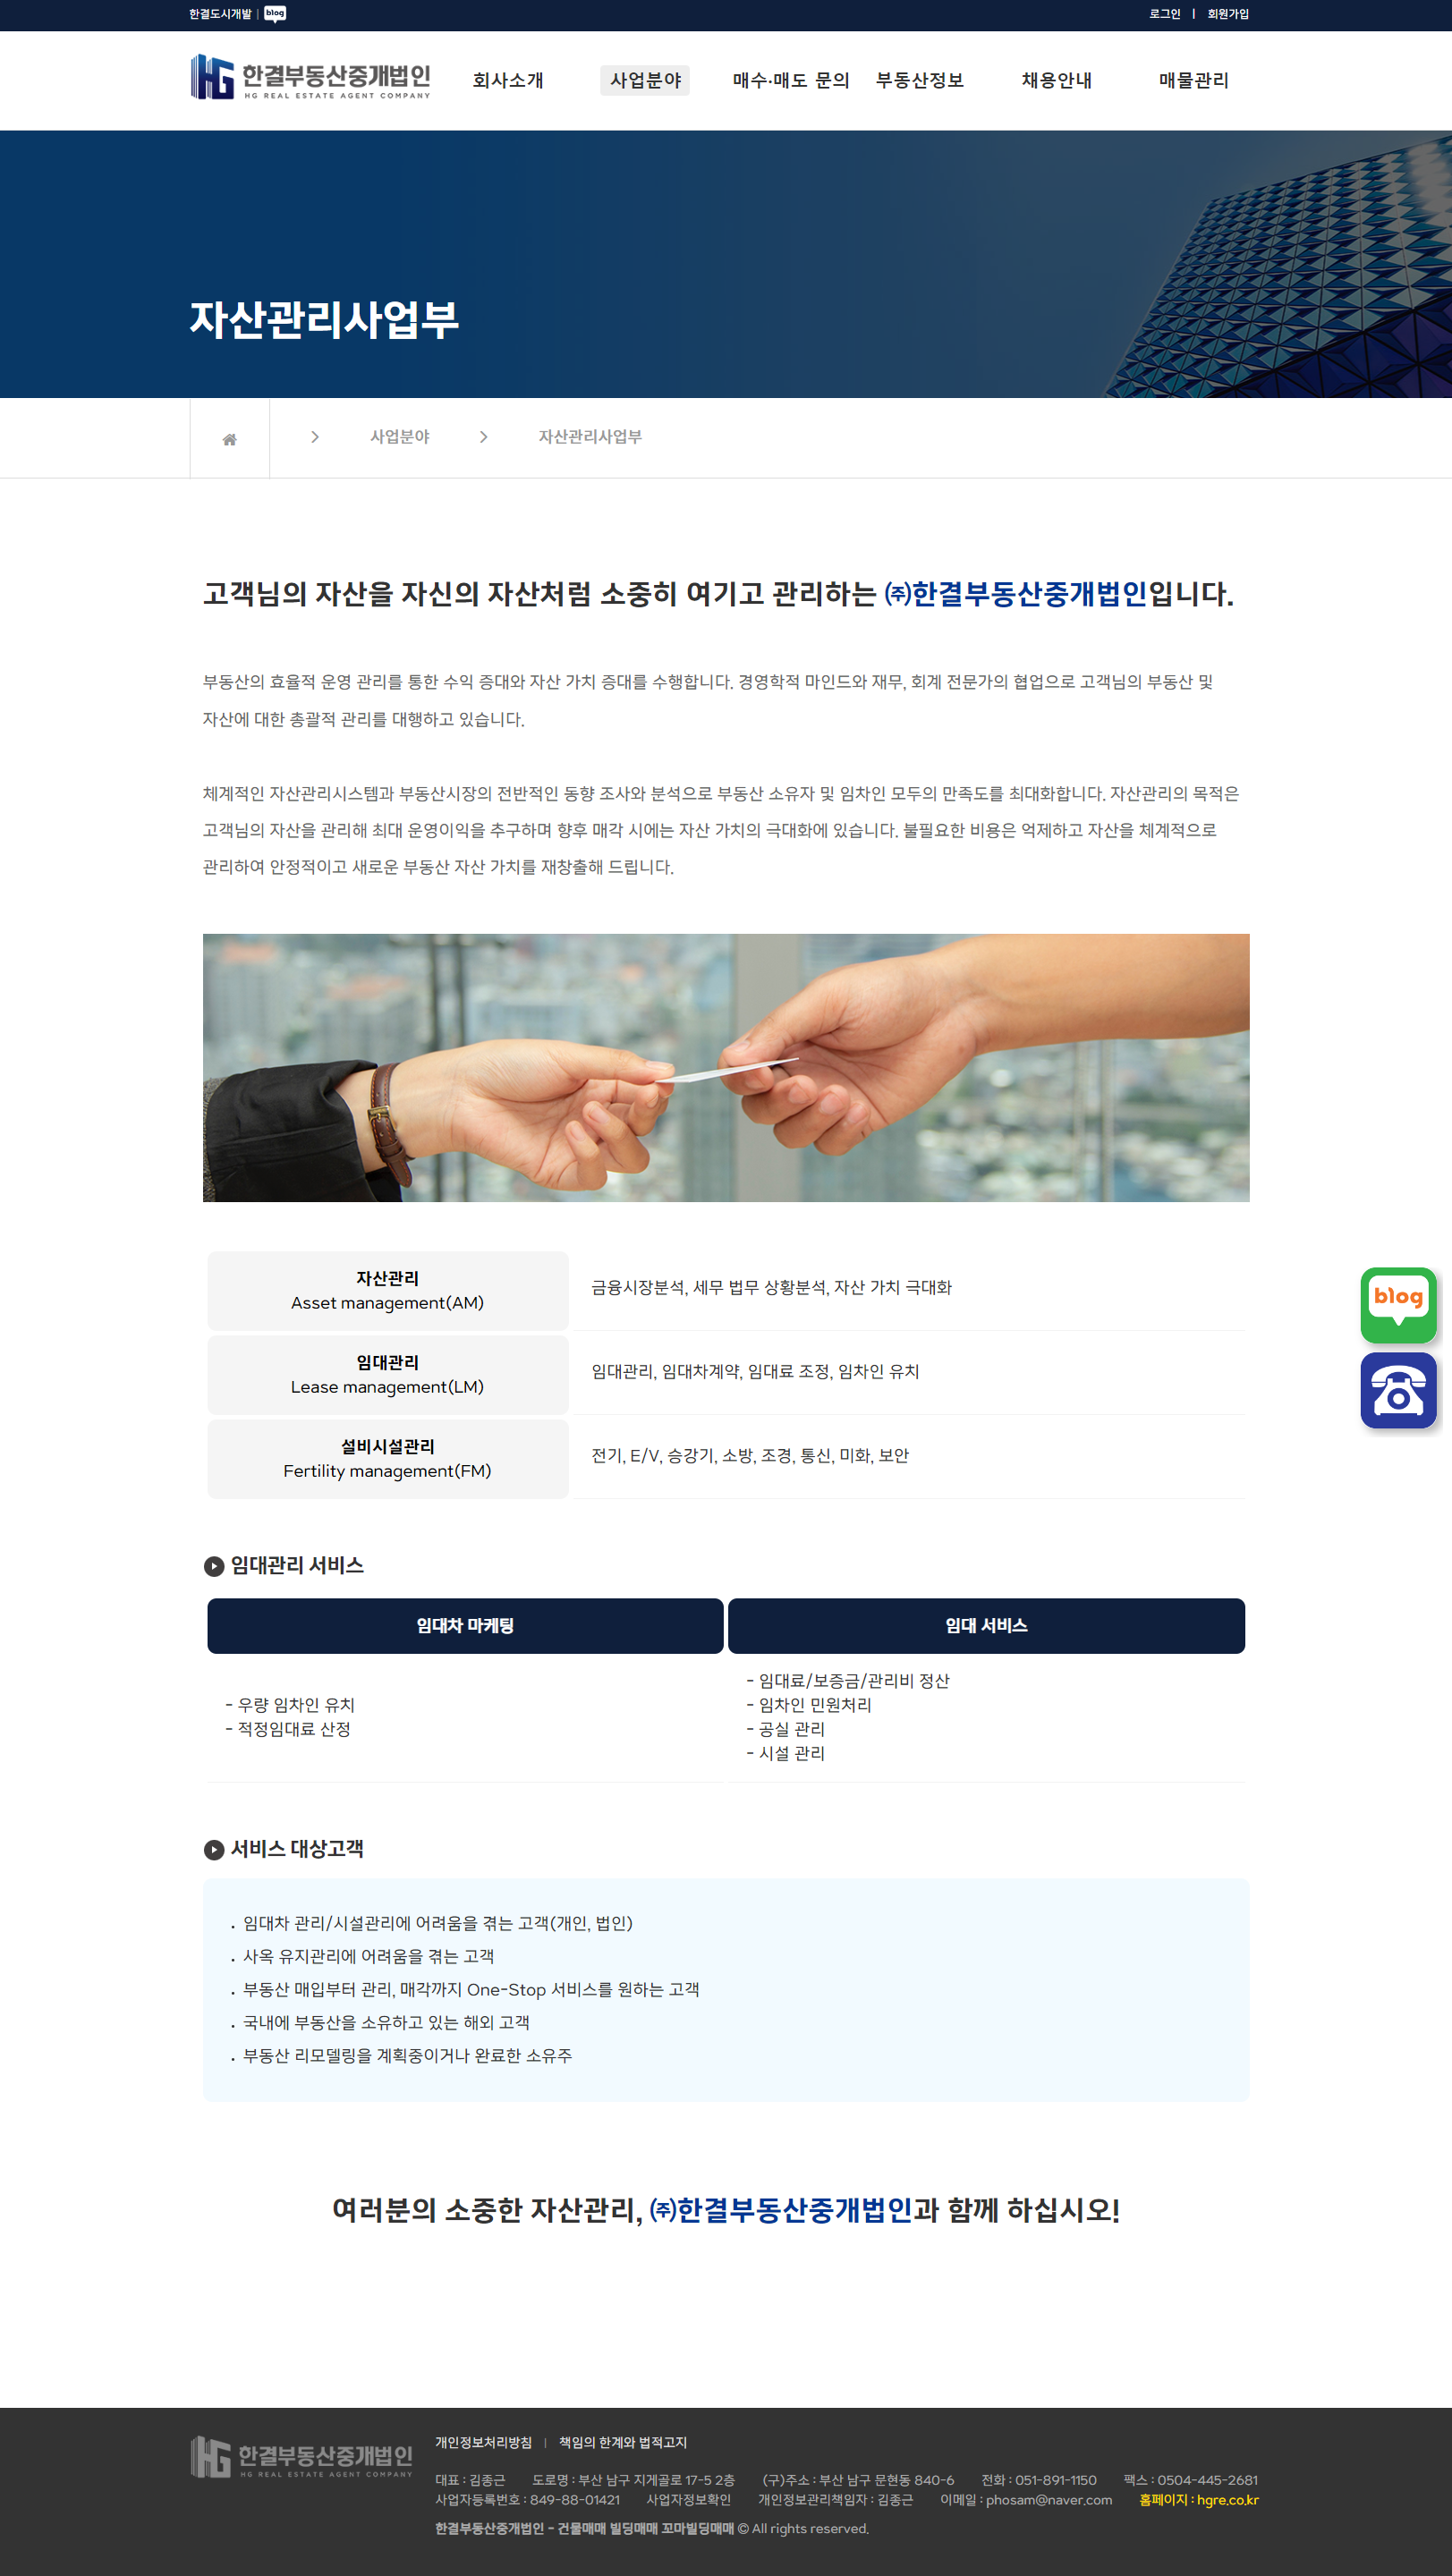 한결도시개발 | blog
로그인 | 회원가입
HG 한결부동산중개법인
HG REAL ESTATE AGENT COMPANY
회사소개 사업분야 매수·매도 문의 부동산정보 채용안내 매물관리
자산관리사업부
사업분야 자산관리사업부
고객님의 자산을 자신의 자산처럼 소중히 여기고 관리하는 ㈜한결부동산중개법인입니다.
부동산의 효율적 운영 관리를 통한 수익 증대와 자산 가치 증대를 수행합니다. 경영학적 마인드와 재무, 회계 전문가의 협업으로 고객님의 부동산 및
자산에 대한 총괄적 관리를 대행하고 있습니다.
체계적인 자산관리시스템과 부동산시장의 전반적인 동향 조사와 분석으로 부동산 소유자 및 임차인 모두의 만족도를 최대화합니다. 자산관리의 목적은
고객님의 자산을 관리해 최대 운영이익을 추구하며 향후 매각 시에는 자산 가치의 극대화에 있습니다. 불필요한 비용은 억제하고 자산을 체계적으로
관리하여 안정적이고 새로운 부동산 자산 가치를 재창출해 드립니다.
자산관리
Asset management(AM)
금융시장분석, 세무 법무 상황분석, 자산 가치 극대화
임대관리
Lease management(LM)
임대관리, 임대차계약, 임대료 조정, 임차인 유치
설비시설관리
Fertility management(FM)
전기, E/V, 승강기, 소방, 조경, 통신, 미화, 보안
blog
임대관리 서비스
임대차 마케팅
임대 서비스
- 우량 임차인 유치
- 적정임대료 산정
- 임대료/보증금/관리비 정산
- 임차인 민원처리
- 공실 관리
- 시설 관리
서비스 대상고객
. 임대차 관리/시설관리에 어려움을 겪는 고객(개인, 법인)
. 사옥 유지관리에 어려움을 겪는 고객
. 부동산 매입부터 관리, 매각까지 One-Stop 서비스를 원하는 고객
. 국내에 부동산을 소유하고 있는 해외 고객
. 부동산 리모델링을 계획중이거나 완료한 소유주
여러분의 소중한 자산관리, ㈜한결부동산중개법인과 함께 하십시오!
HG 한결부동산중개법인
HG REAL ESTATE AGENT COMPANY
개인정보처리방침 | 책임의 한계와 법적고지
대표 : 김종근 도로명 : 부산 남구 지게골로 17-5 2층 (구)주소 : 부산 남구 문현동 840-6 전화 : 051-891-1150 팩스 : 0504-445-2681
사업자등록번호 : 849-88-01421 사업자정보확인 개인정보관리책임자 : 김종근 이메일 : phosam@naver.com 홈페이지 : hgre.co.kr
한결부동산중개법인 - 건물매매 빌딩매매 꼬마빌딩매매 © All rights reserved.